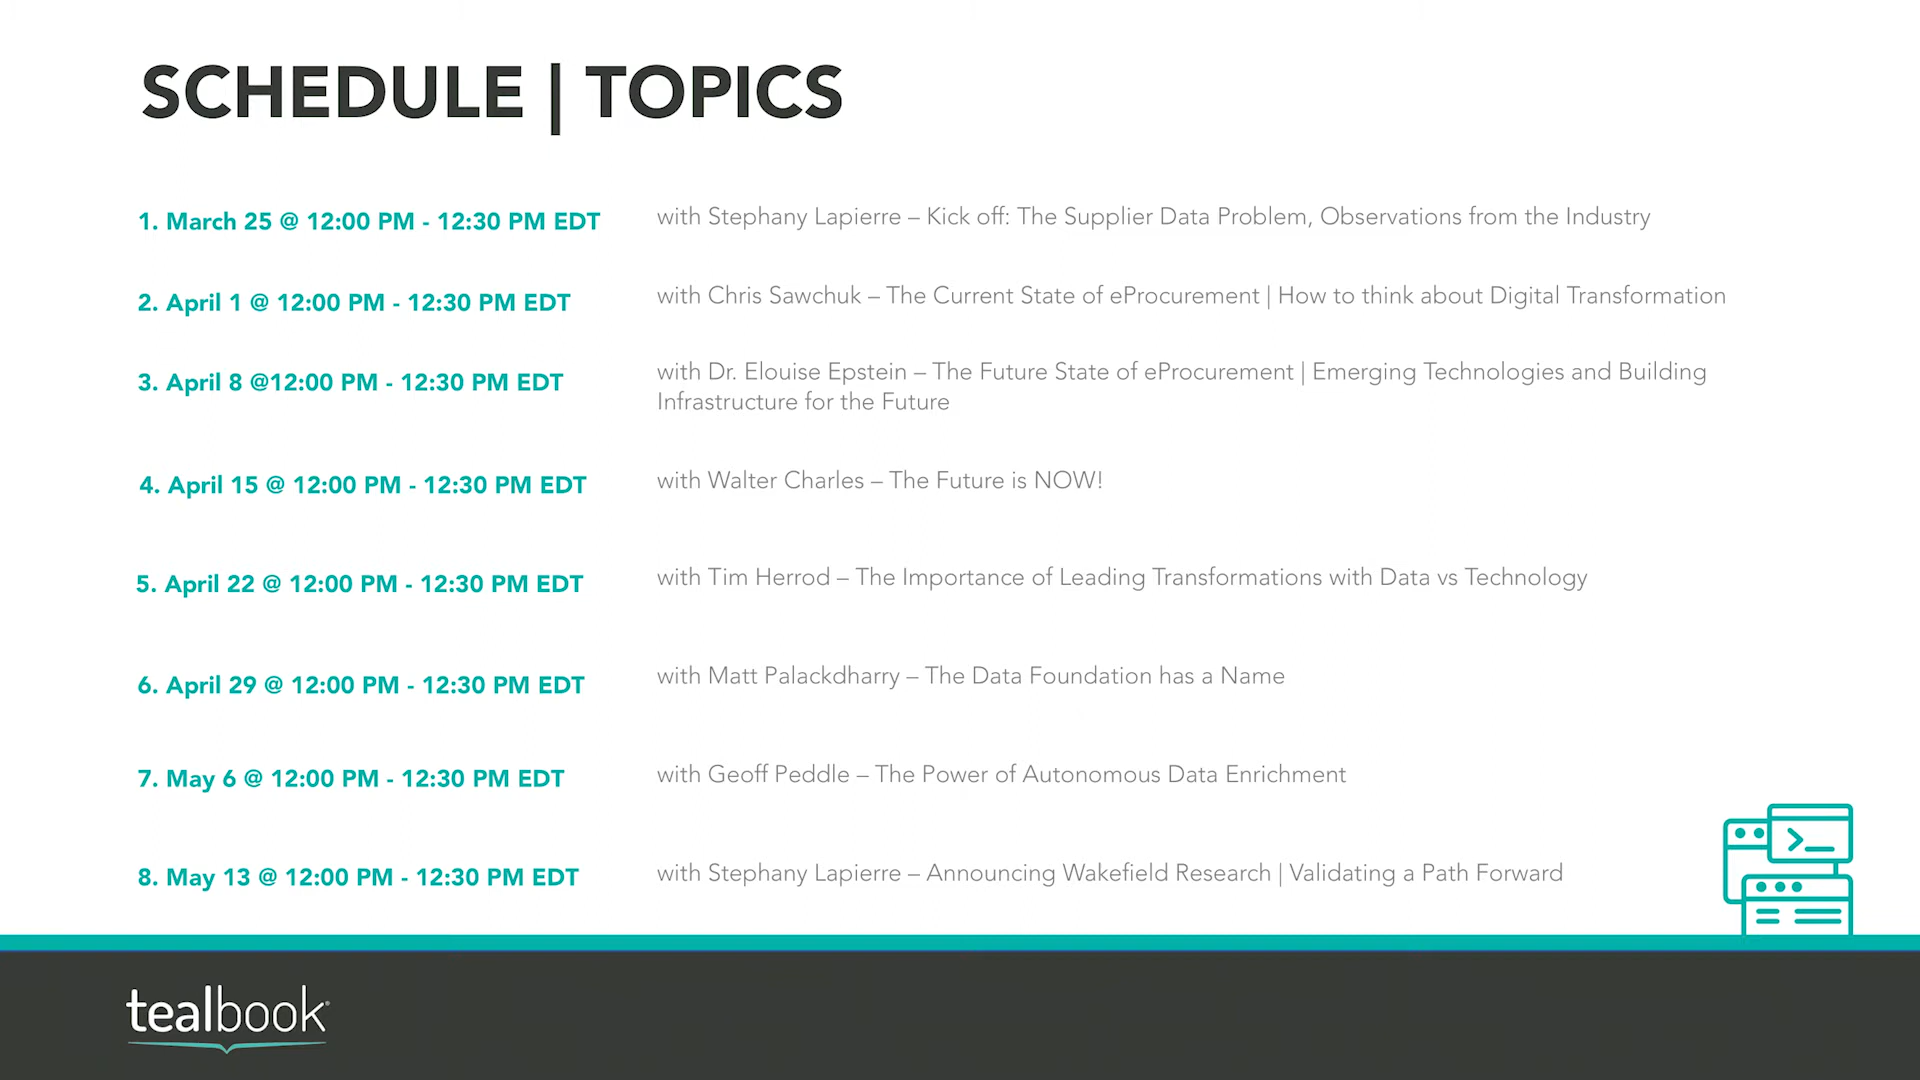 SCHEDULE | TOPICS
1. March 25 @ 12:00 PM - 12:30 PM EDT
with Stephany Lapierre – Kick off: The Supplier Data Problem, Observations from the Industry
2. April 1 @ 12:00 PM - 12:30 PM EDT
with Chris Sawchuk – The Current State of eProcurement | How to think about Digital Transformation
3. April 8 @12:00 PM - 12:30 PM EDT
with Dr. Elouise Epstein – The Future State of eProcurement | Emerging Technologies and Building
Infrastructure for the Future
4. April 15 @ 12:00 PM - 12:30 PM EDT
with Walter Charles – The Future is NOW!
5. April 22 @ 12:00 PM - 12:30 PM EDT
with Tim Herrod – The Importance of Leading Transformations with Data vs Technology
6. April 29 @ 12:00 PM - 12:30 PM EDT
with Matt Palackdharry – The Data Foundation has a Name
7. May 6 @ 12:00 PM - 12:30 PM EDT
with Geoff Peddle – The Power of Autonomous Data Enrichment
8. May 13 @ 12:00 PM - 12:30 PM EDT
with Stephany Lapierre – Announcing Wakefield Research | Validating a Path Forward
tealbook®